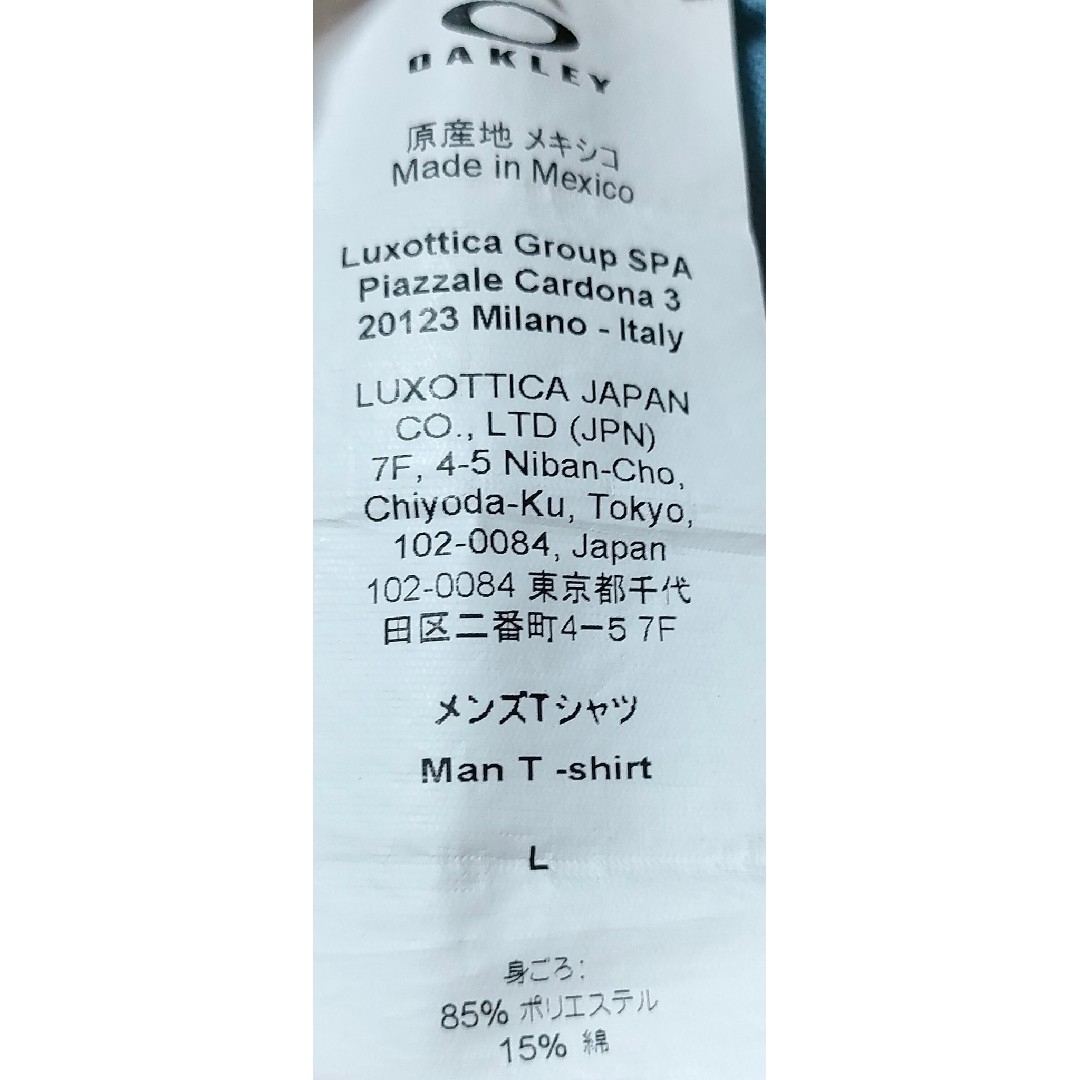 OAKLEY
原産地 メキシコ
Made in Mexico
Luxottica Group SPA
Piazzale Cardona 3
20123 Milano - Italy
LUXOTTICA JAPAN
CO., LTD (JPN)
7F, 4-5 Niban-Cho,
Chiyoda-Ku, Tokyo,
102-0084, Japan
102-0084 東京都千代
田区二番町4-5 7F
メンズTシャツ
Man T -shirt
L
身ごろ:
85% ポリエステル
15% 綿